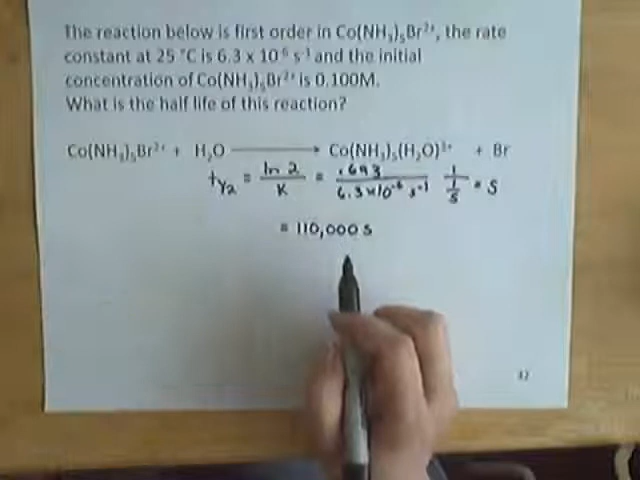 The reaction below is first order in Co(NH₃)₅Br²⁺, the rate
constant at 25 °C is 6.3 x 10⁻⁶ s⁻¹ and the initial
concentration of Co(NH₃)₅Br²⁺ is 0.100M.
What is the half life of this reaction?
Co(NH₃)₅Br²⁺ + H₂O ⟶ Co(NH₃)₅(H₂O)³⁺ + Br
t½ = ln 2 / K = .693 / 6.3x10⁻⁶ s⁻¹ 1 / 1/s = s
= 110,000 s